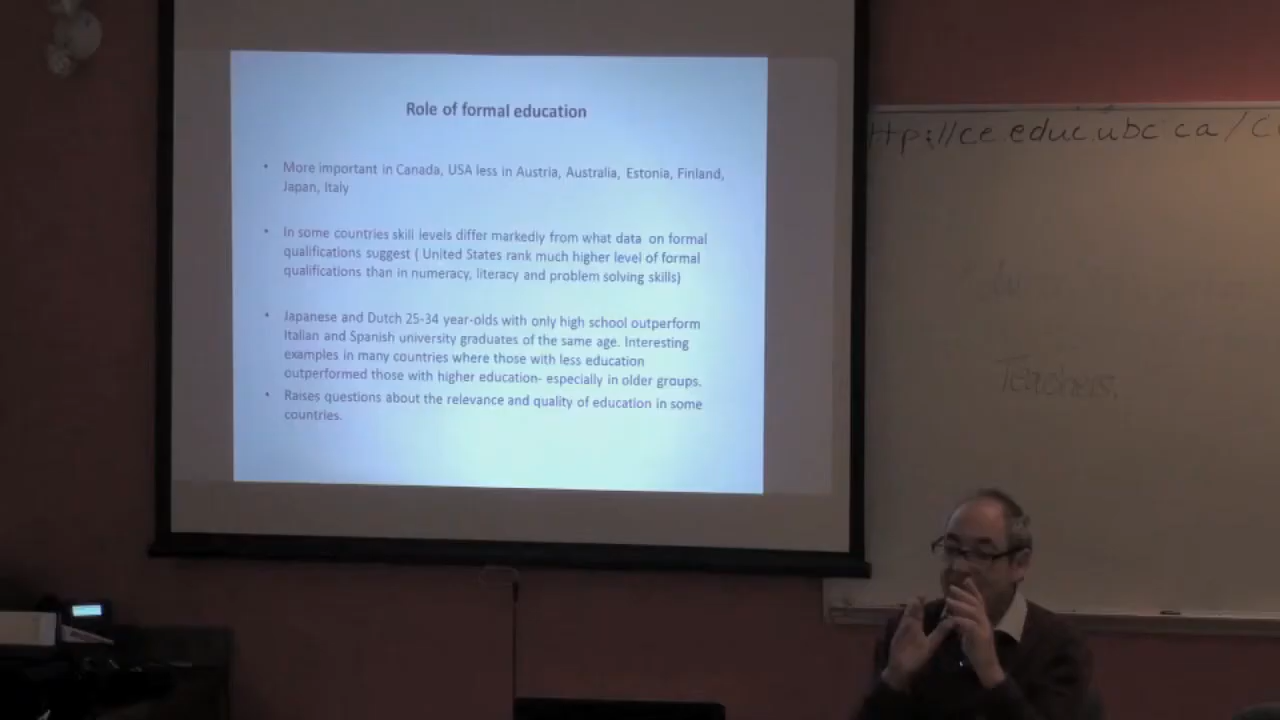 Role of formal education
• More important in Canada, USA less in Austria, Australia, Estonia, Finland,
Japan, Italy
• In some countries skill levels differ markedly from what data on formal
qualifications suggest ( United States rank much higher level of formal
qualifications than in numeracy, literacy and problem solving skills)
• Japanese and Dutch 25-34 year-olds with only high school outperform
Italian and Spanish university graduates of the same age. Interesting
examples in many countries where those with less education
outperformed those with higher education- especially in older groups.
• Raises questions about the relevance and quality of education in some
countries.
ttp://ce.educ.ubc.ca/C
Teachers.